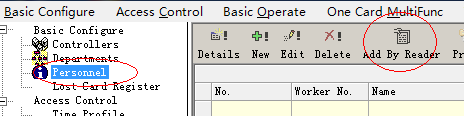 Basic Configure Access Control Basic Operate One Card MultiFunc
Basic Configure
Controllers
Departments
Personnel
Lost Card Register
Access Control
Time Profile
Details New Edit Delete Add By Reader
No. Worker No. Name